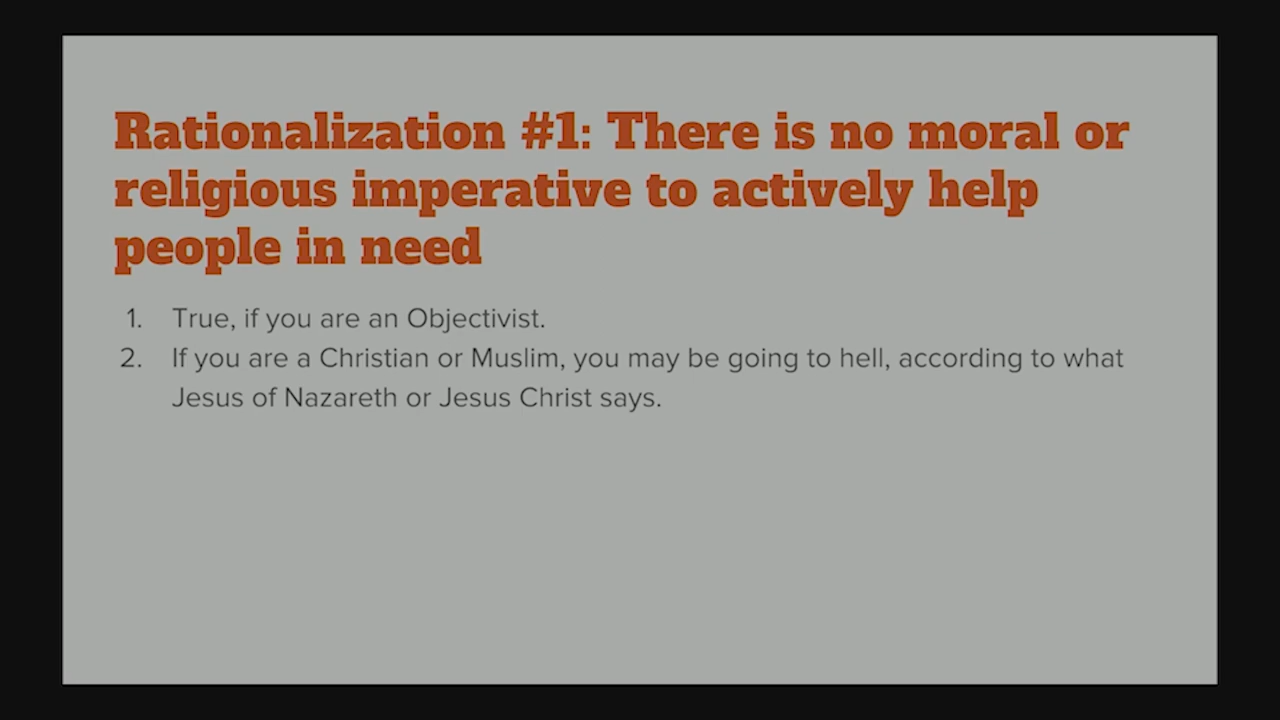 Rationalization #1: There is no moral or
religious imperative to actively help
people in need
1. True, if you are an Objectivist.
2. If you are a Christian or Muslim, you may be going to hell, according to what
Jesus of Nazareth or Jesus Christ says.